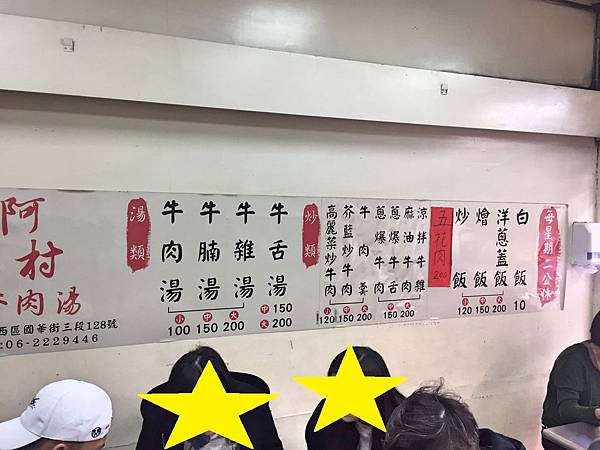 阿村
牛肉湯
西區國華街三段128號
:06-2229446
湯類
牛肉湯
牛腩湯
牛雜湯
小 中 大
100 150 200
牛舌湯
中 150
大 200
炒類
高麗菜炒牛肉
芥藍炒牛肉
牛肉羹
小 中 大
120 150 200
蔥爆牛肉
蔥爆牛舌
麻油牛肉
涼拌牛雜
小 中 大
120 150 200
五花肉200
炒飯
燴飯
洋蔥蓋飯
小 中 大
120 150 200
白飯
10
每星期二公休